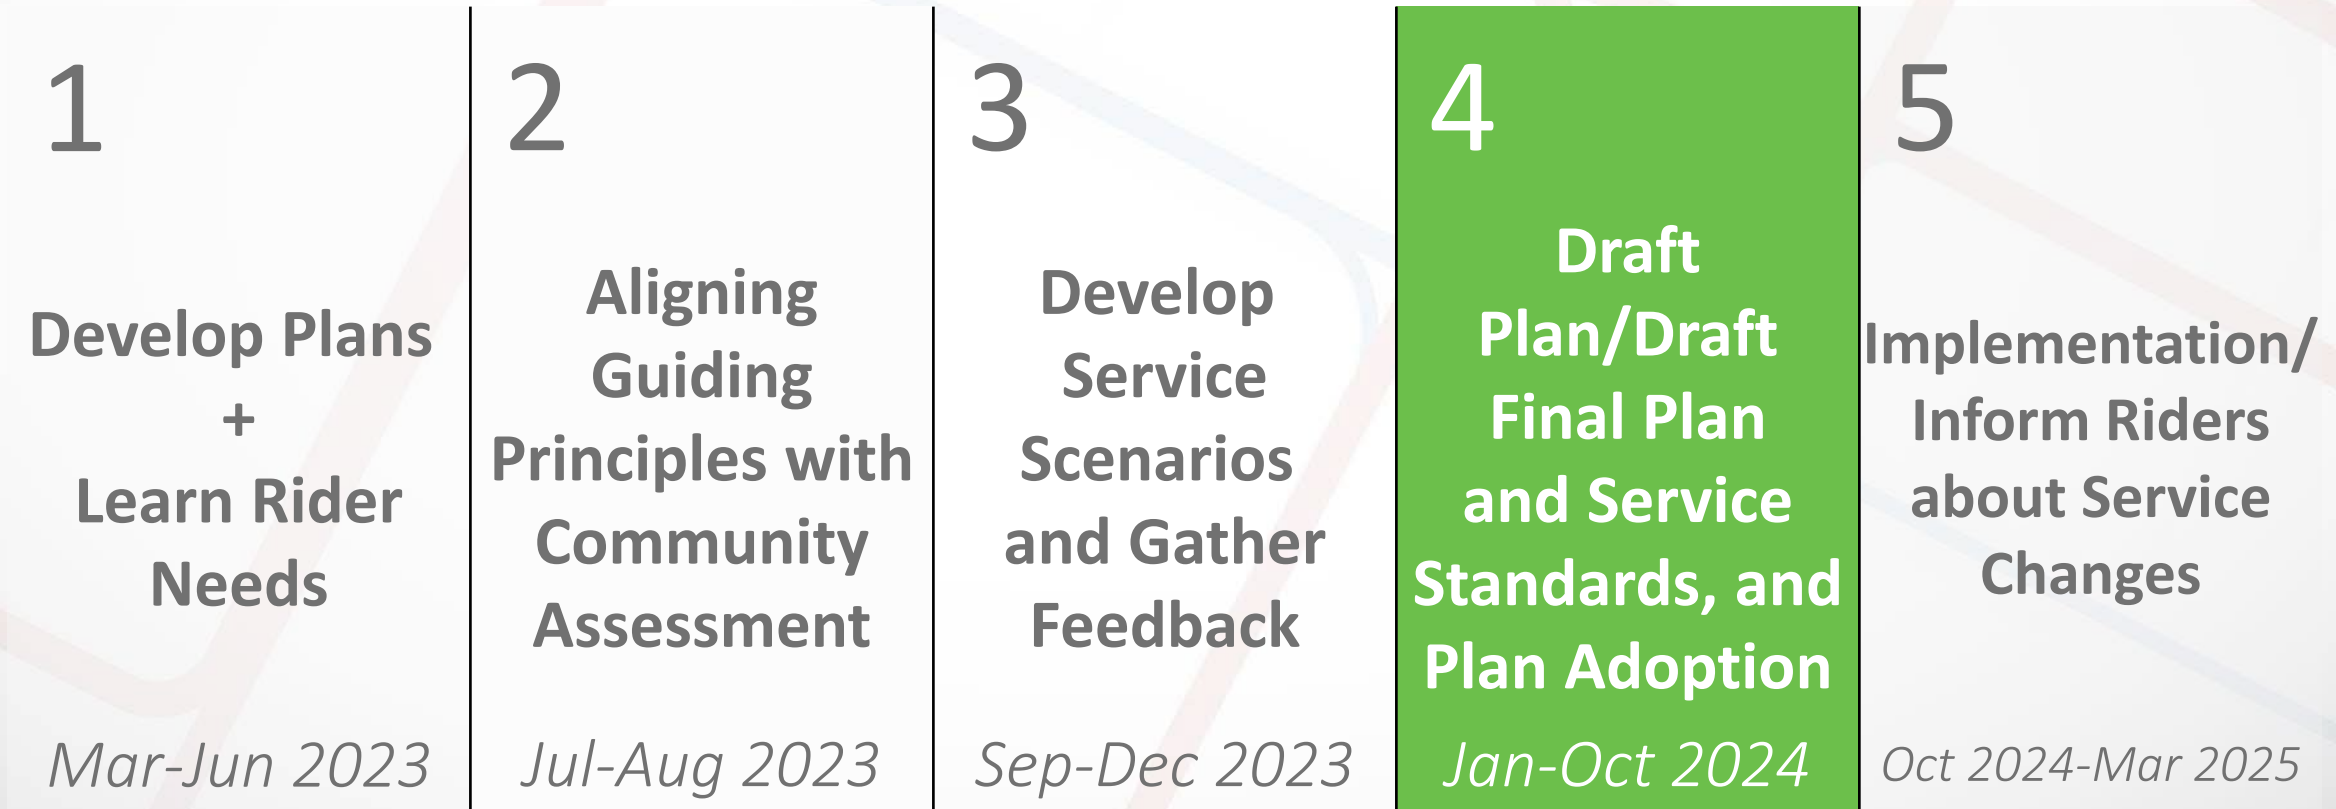 1
Develop Plans
+
Learn Rider
Needs
Mar-Jun 2023
2
Aligning
Guiding
Principles with
Community
Assessment
Jul-Aug 2023
3
Develop
Service
Scenarios
and Gather
Feedback
Sep-Dec 2023
4
Draft
Plan/Draft
Final Plan
and Service
Standards, and
Plan Adoption
Jan-Oct 2024
5
Implementation/
Inform Riders
about Service
Changes
Oct 2024-Mar 2025